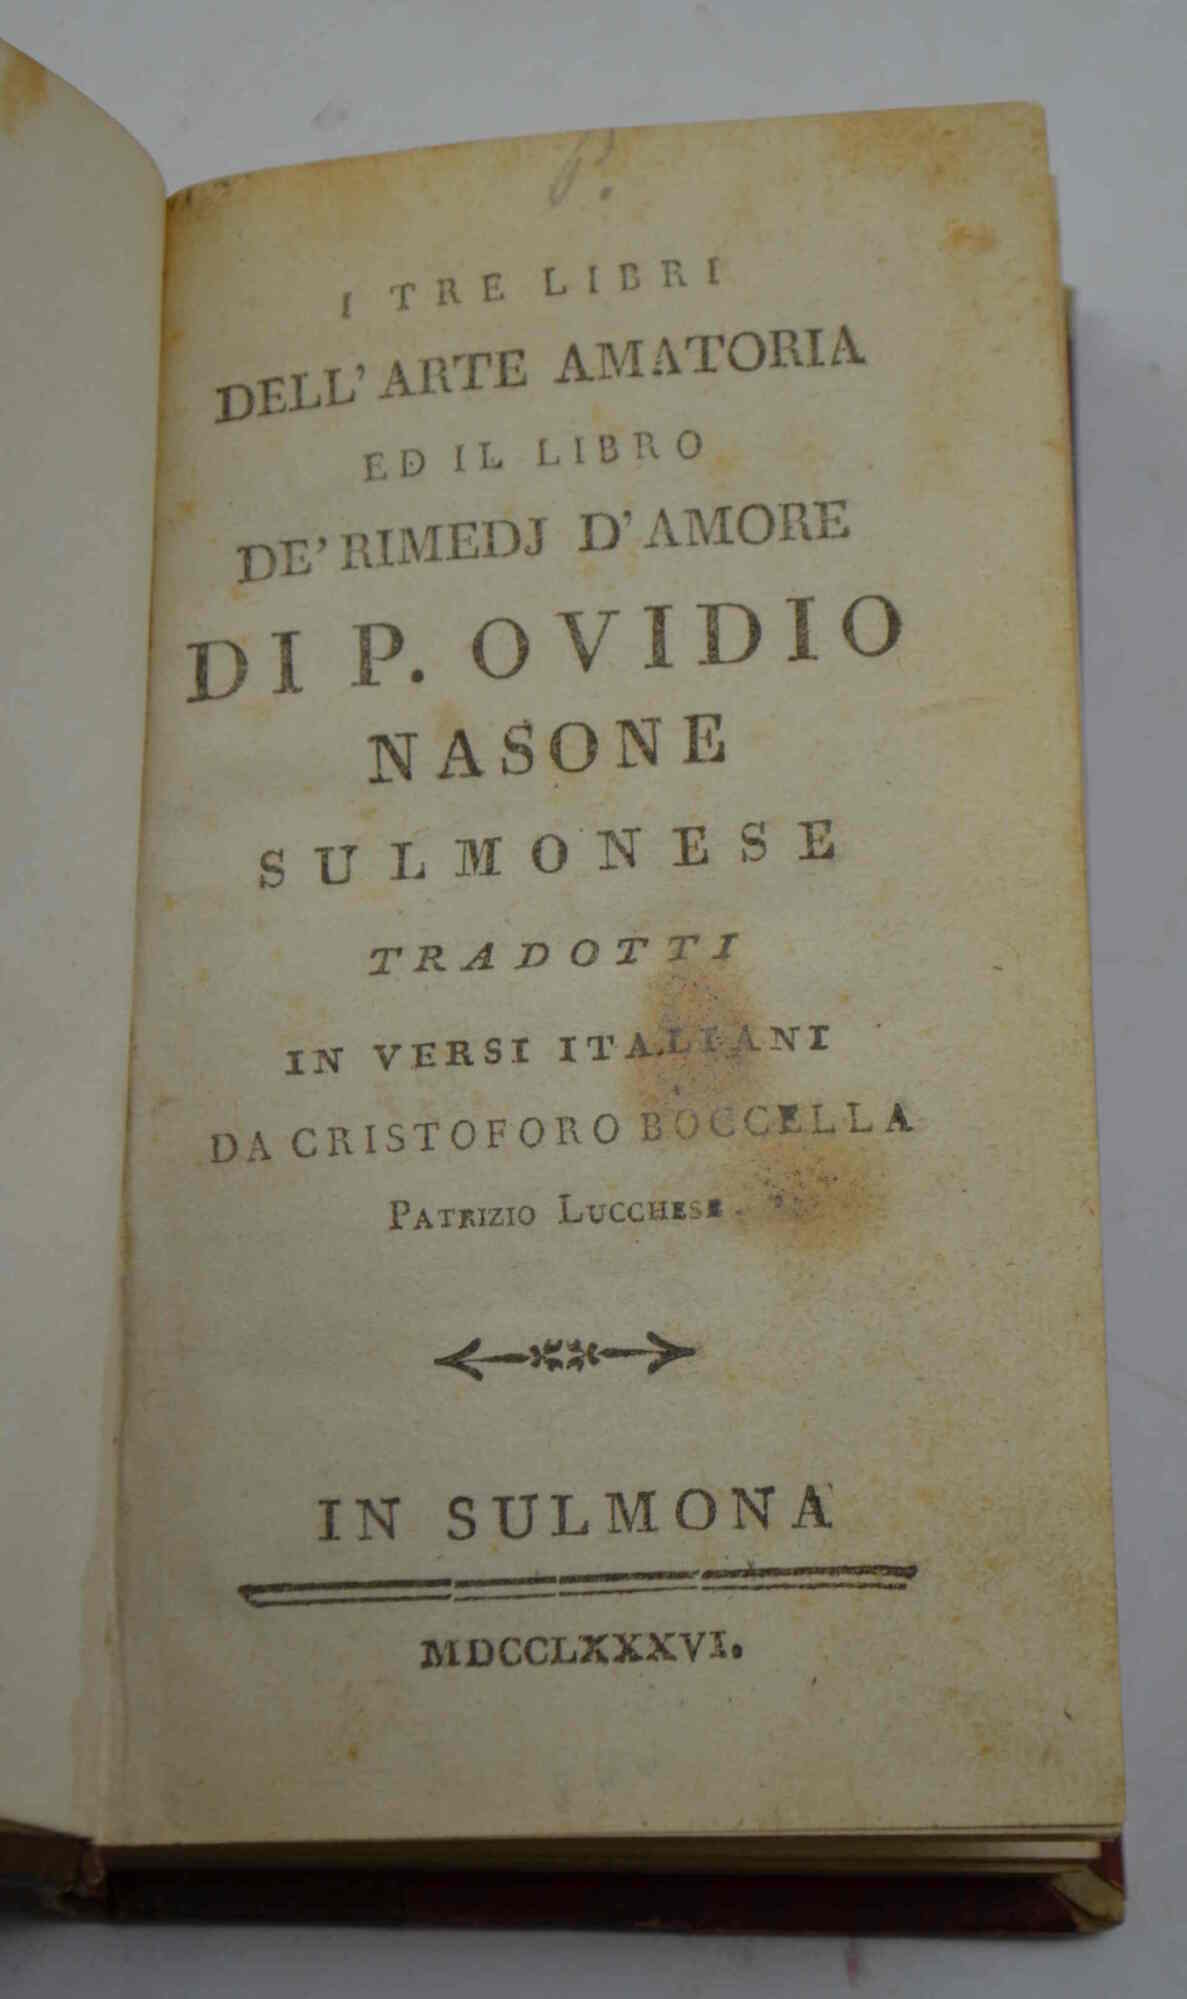 I TRE LIBRI
DELL' ARTE AMATORIA
ED IL LIBRO
DE' RIMEDJ D' AMORE
DI P. OVIDIO
NASONE
SULMONESE
TRADOTTI
IN VERSI ITALIANI
DA CRISTOFORO BOCCELLA
PATRIZIO LUCCHESE.
IN SULMONA
MDCCLXXXVI.